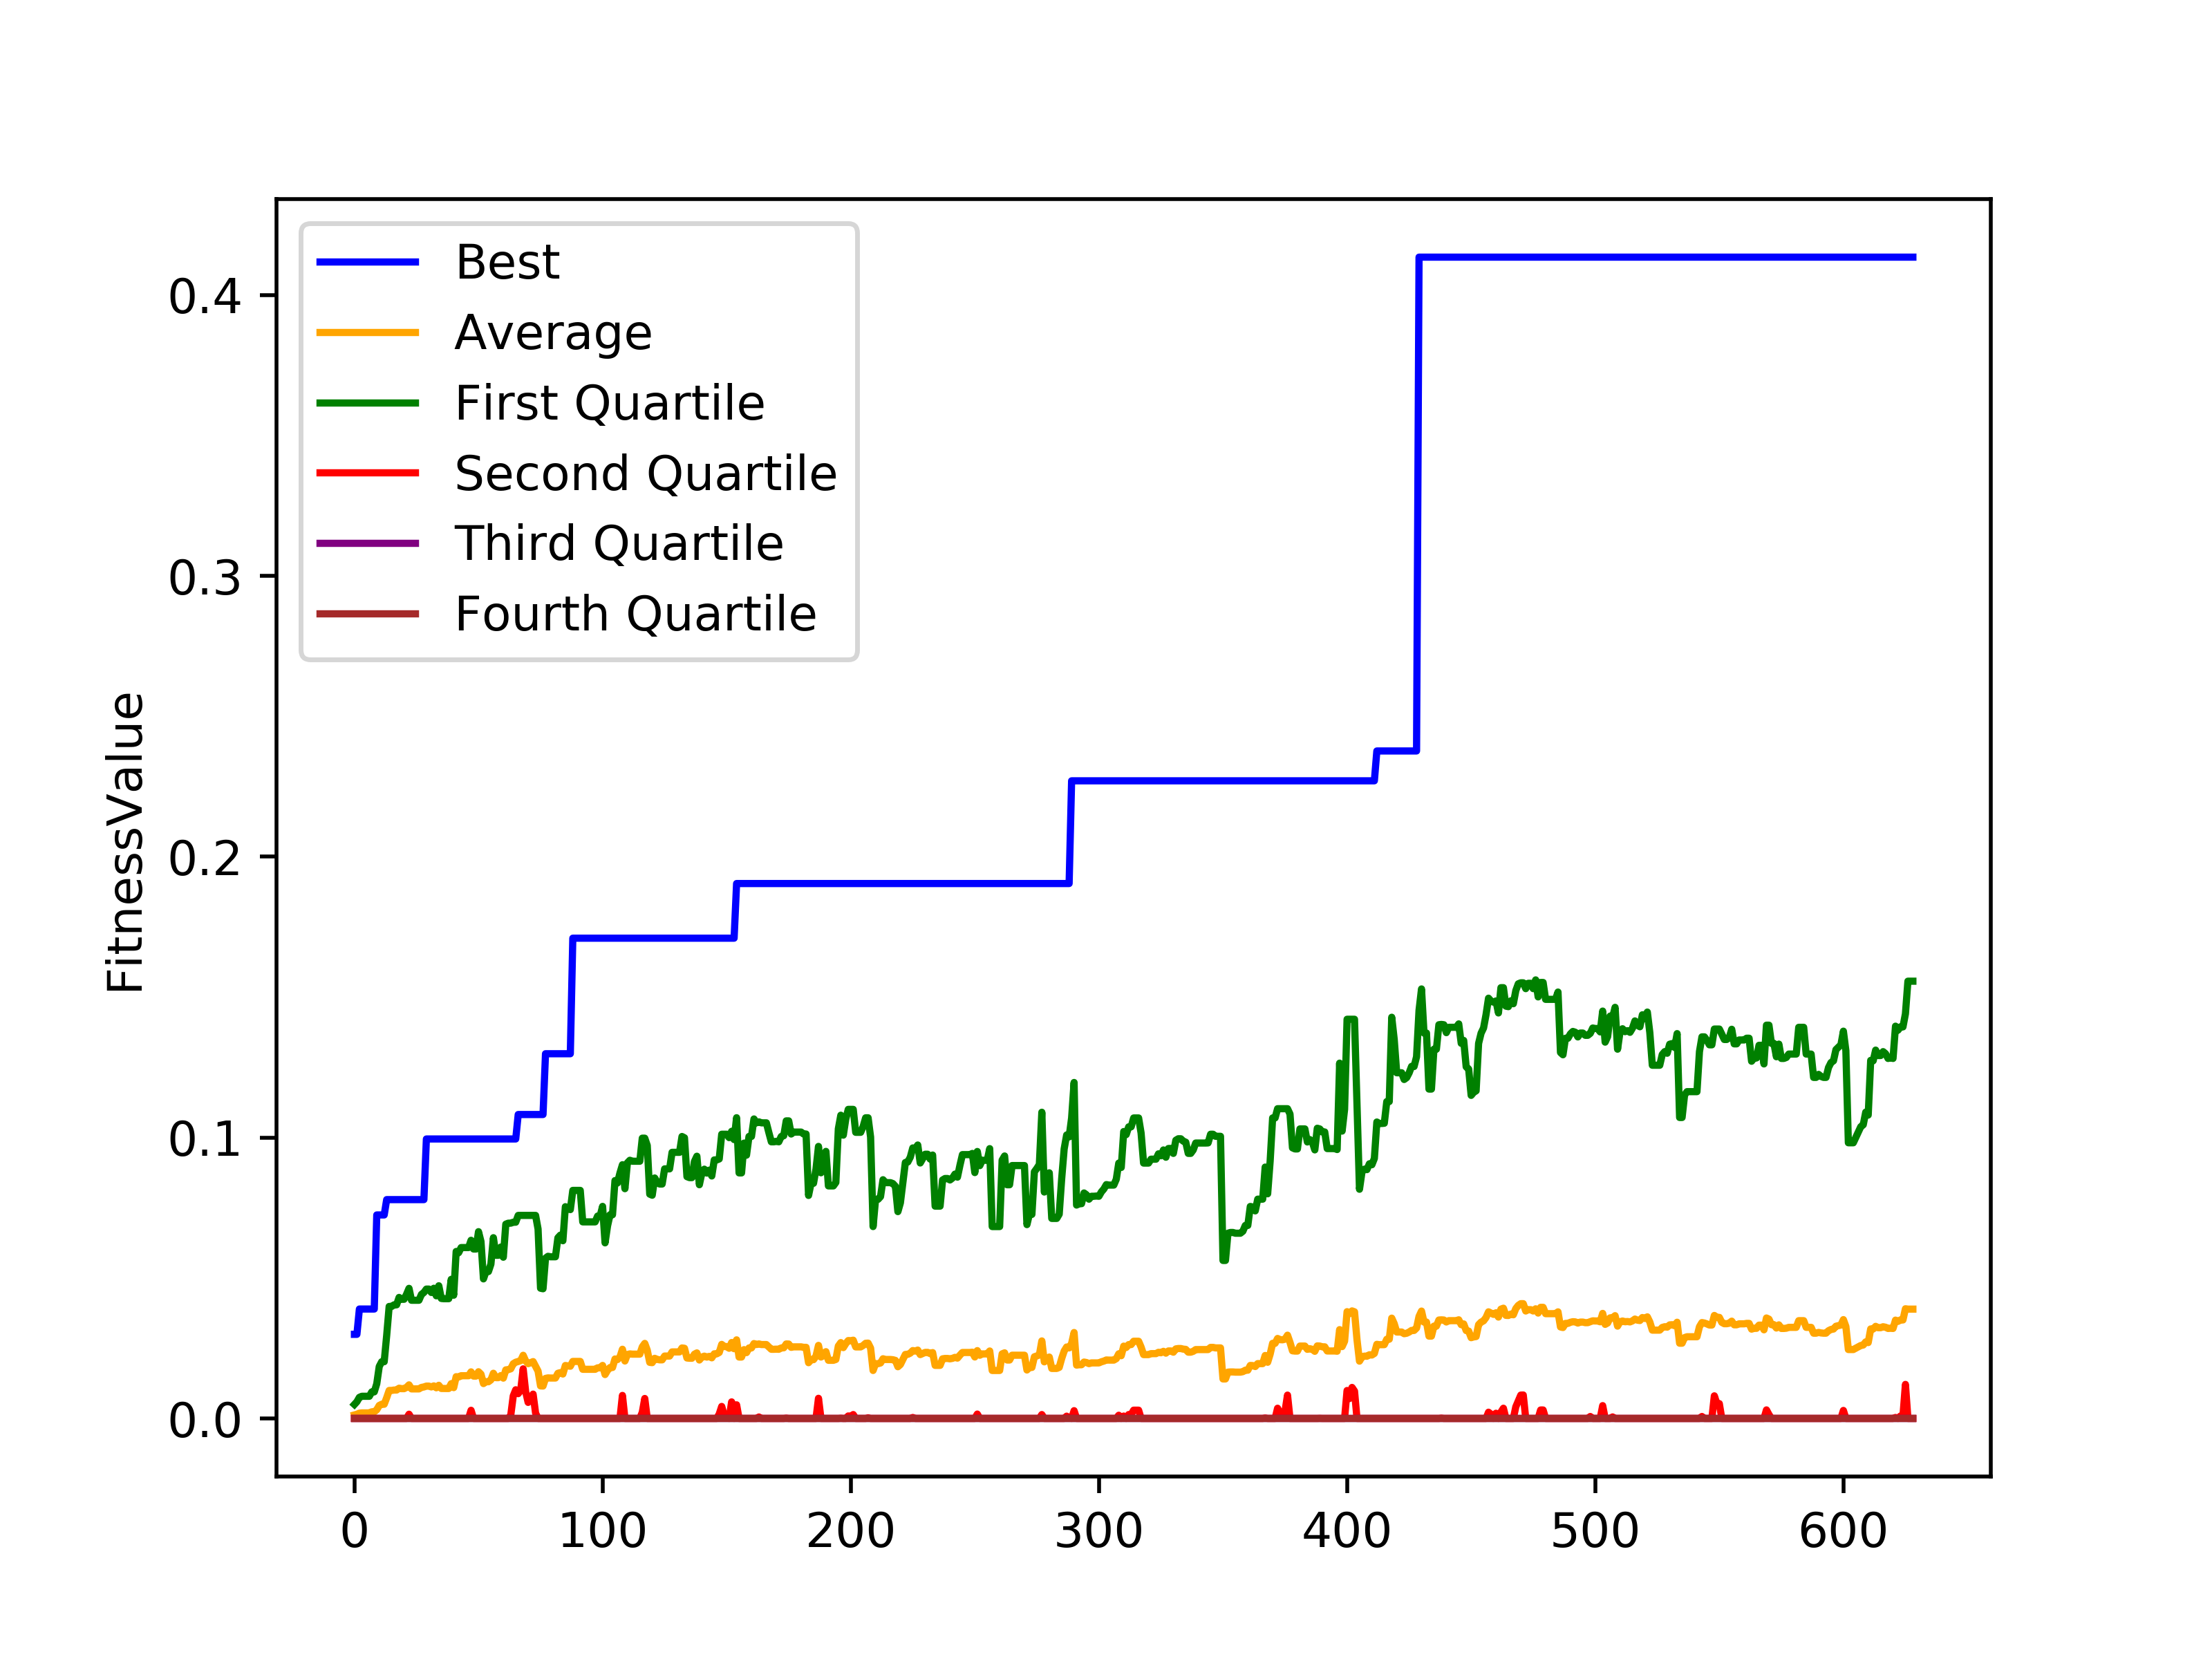 Best
Average
First Quartile
Second Quartile
Third Quartile
Fourth Quartile
FitnessValue
0.4
0.3
0.2
0.1
0.0
0 100 200 300 400 500 600